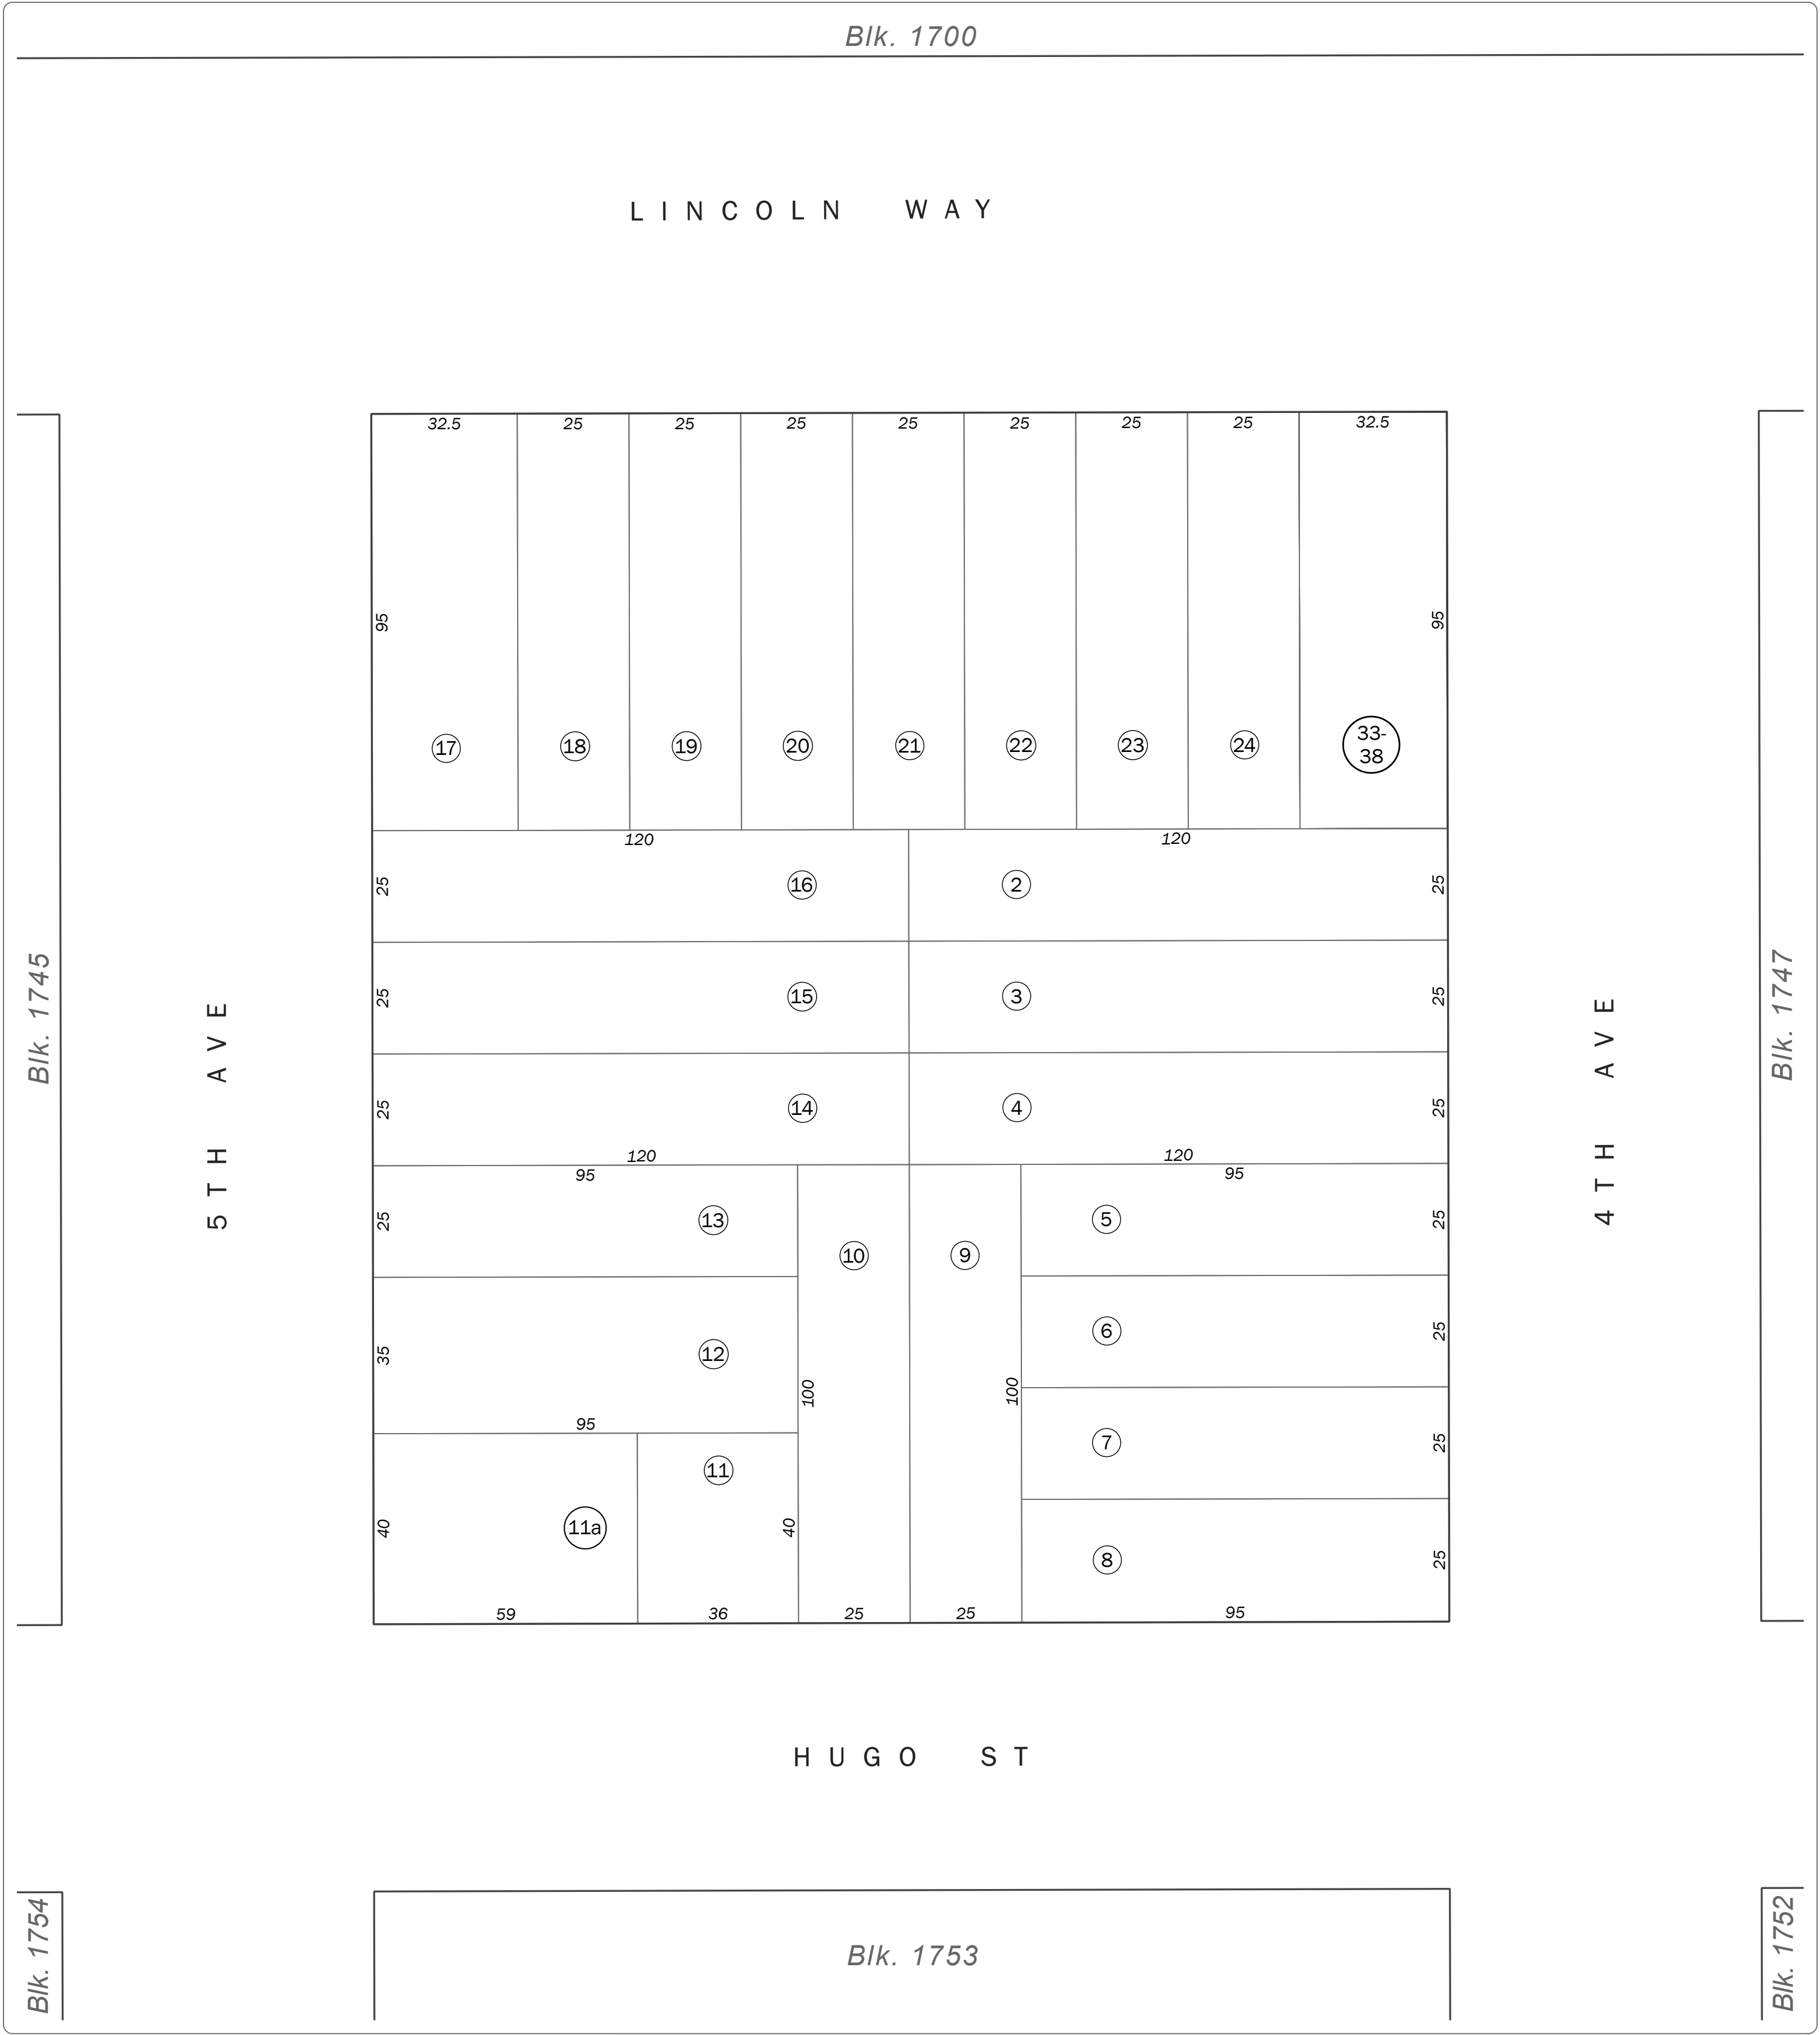 Blk. 1700
LINCOLN WAY
32.5 25 25 25 25 25 25 25 32.5
95 95
17 18 19 20 21 22 23 24 33-
38
120 120
25 16 2 25
Blk. 1745
5TH AVE
25 15 3 25
4TH AVE
Blk. 1747
25 14 4 25
120 120
95 95
25 13 5 25
10 9
35 12 6 25
100 100
95
7 25
11
40 11a 40
8 25
59 36 25 25 95
HUGO ST
Blk. 1754
Blk. 1753
Blk. 1752